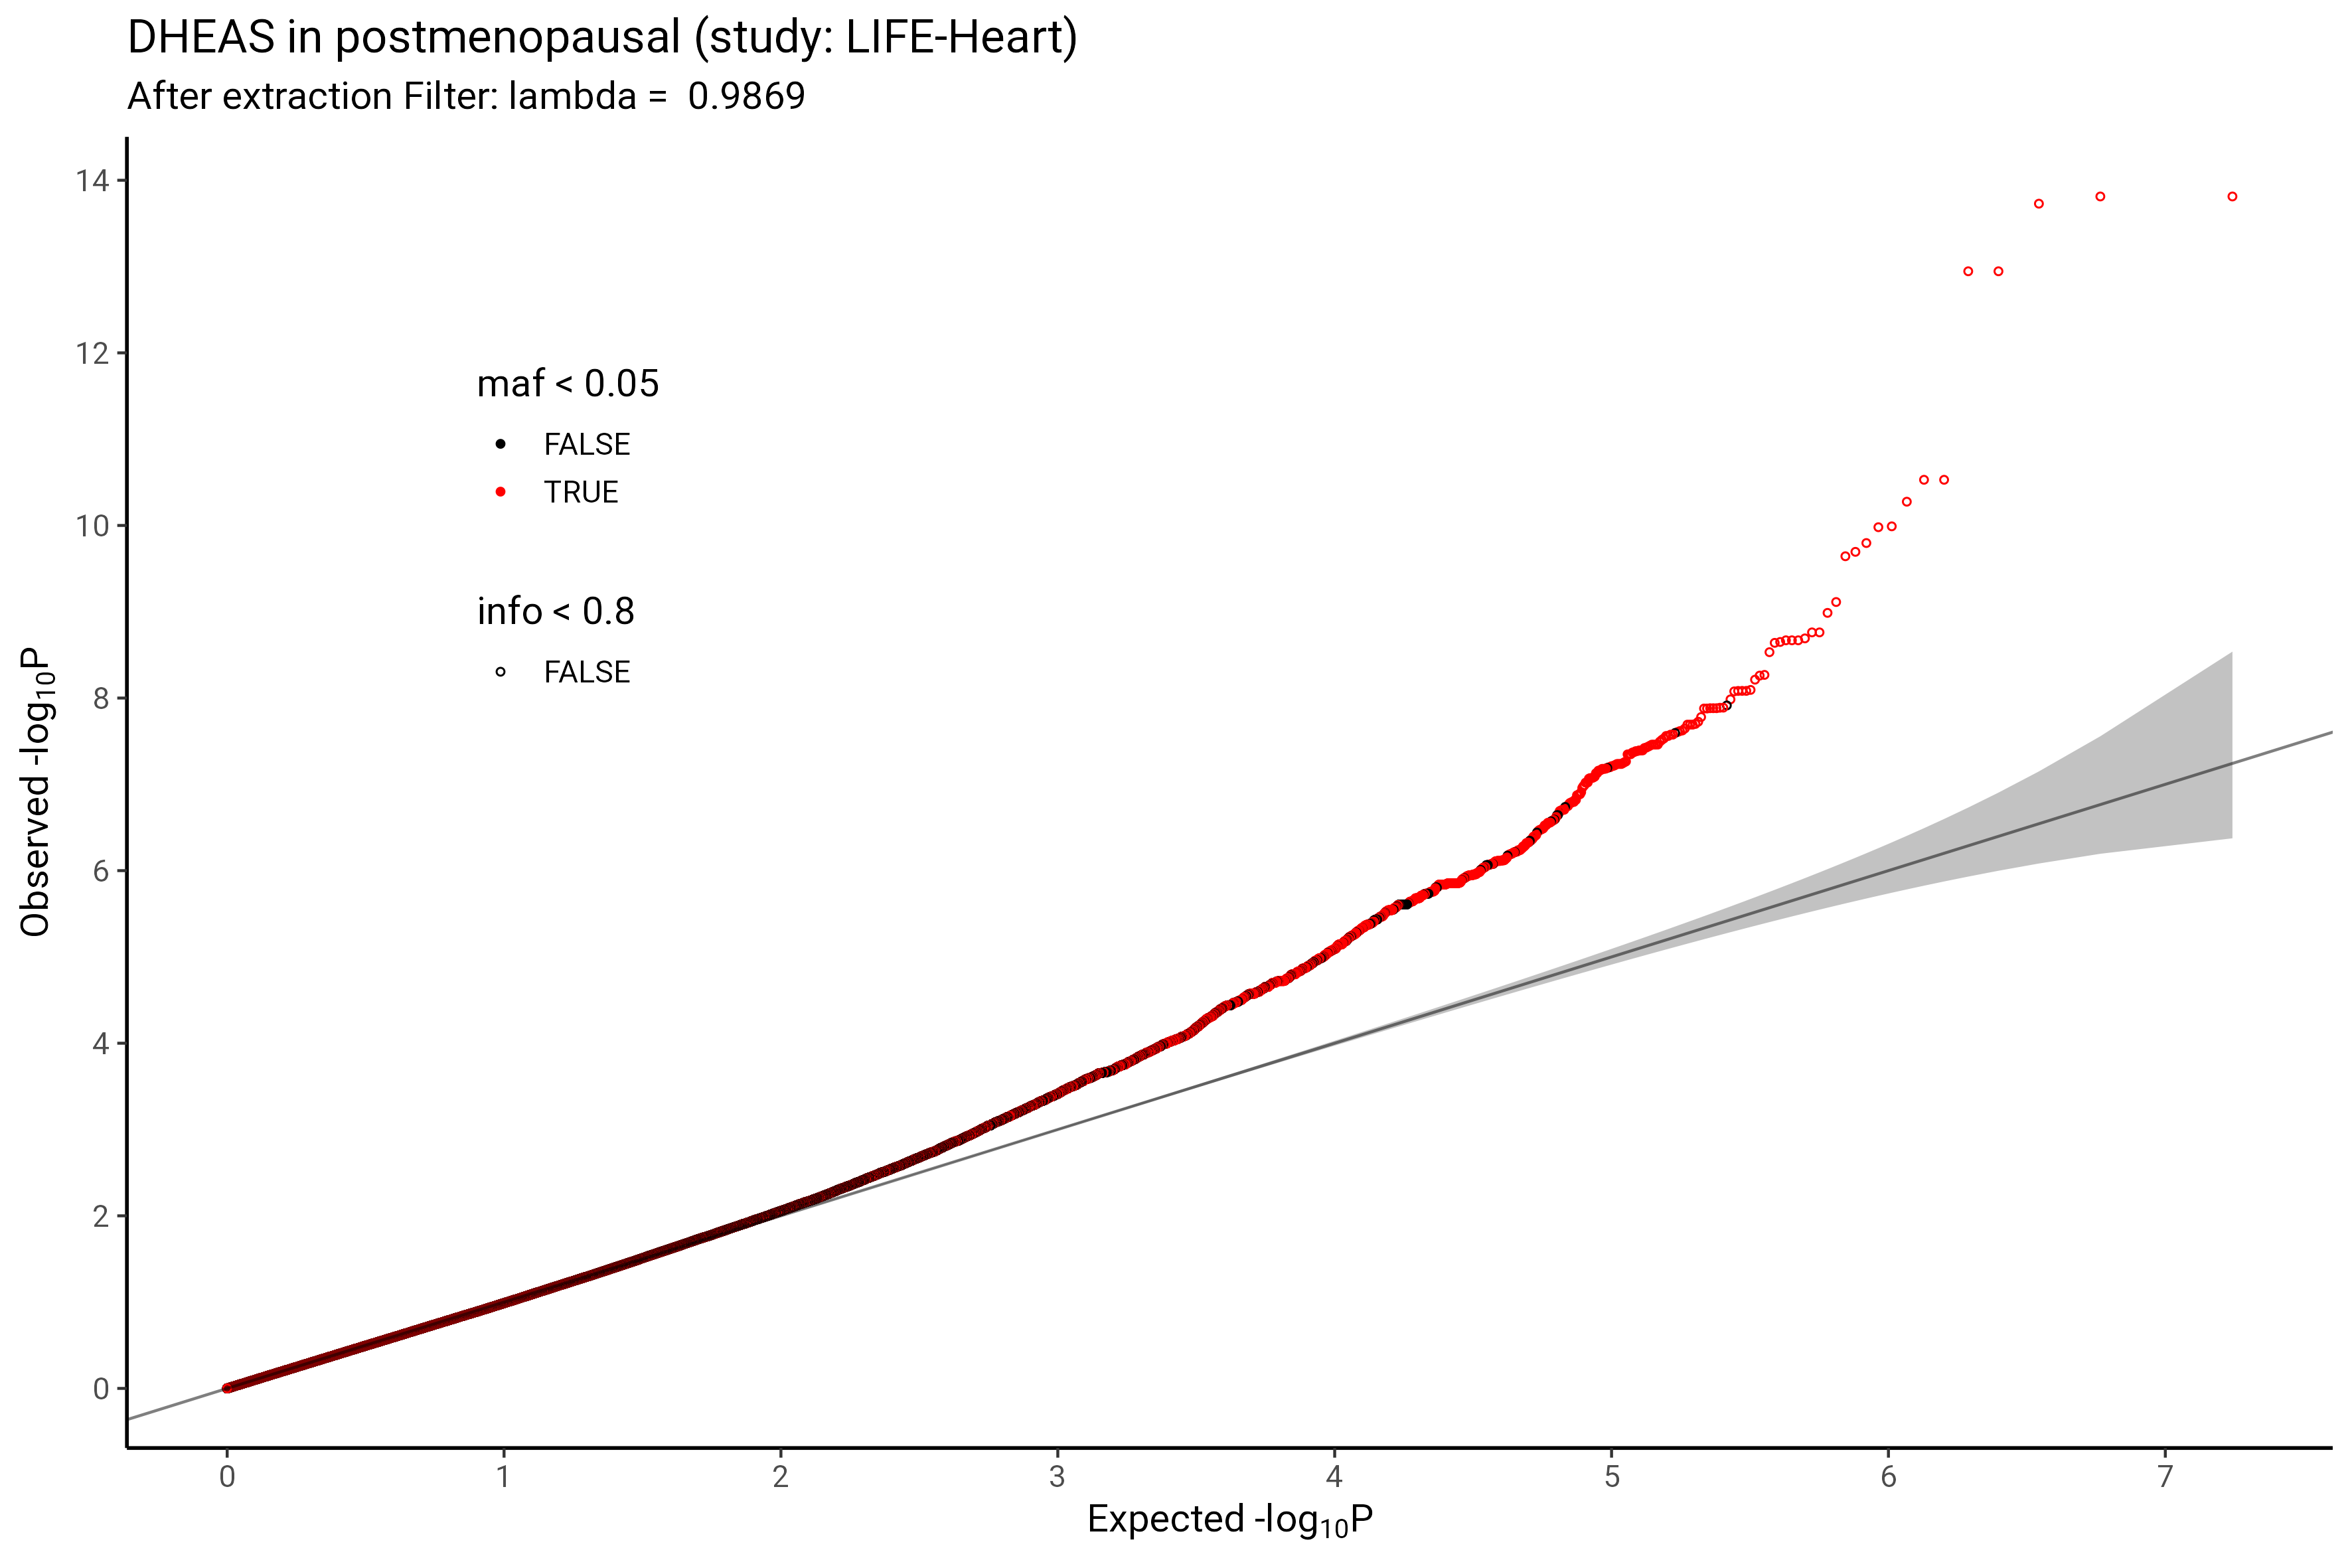 DHEAS in postmenopausal (study: LIFE-Heart)
After extraction Filter: lambda =  0.9869
14
12
10
8
6
4
2
0
maf < 0.05
FALSE
TRUE
info < 0.8
FALSE
Observed -log10P
0 1 2 3 4 5 6 7
Expected -log10P